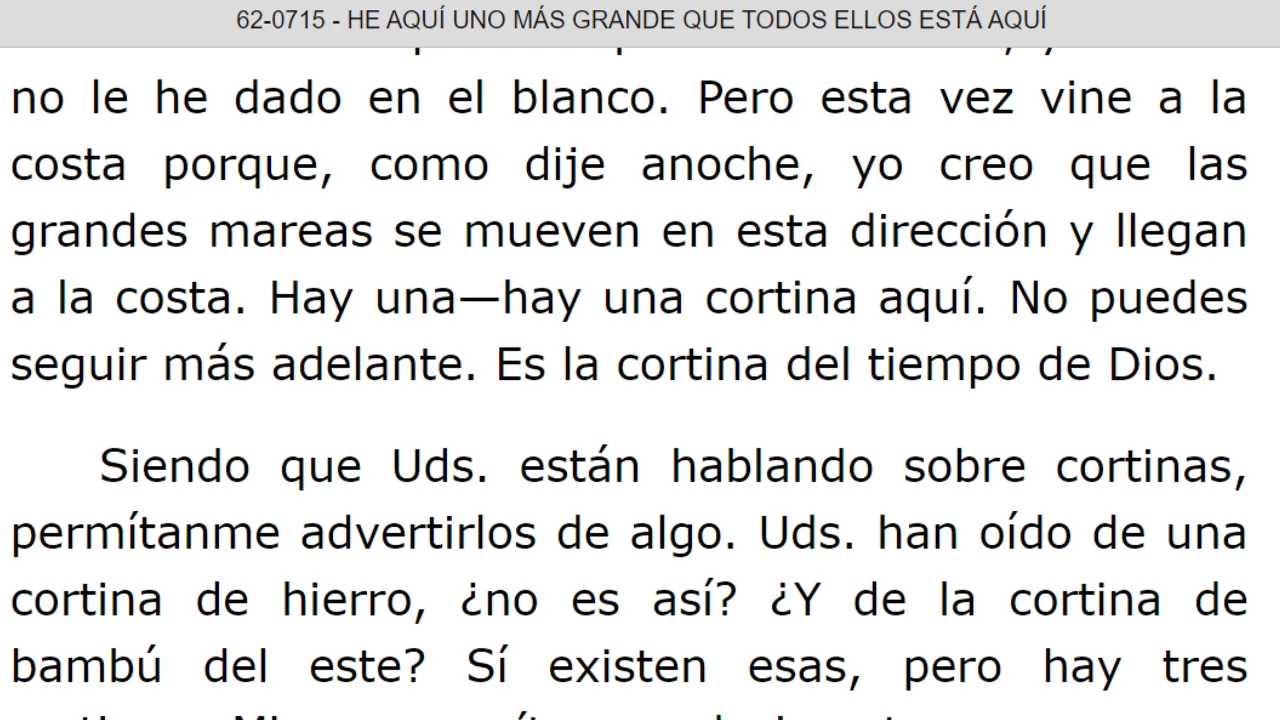 62-0715 - HE AQUÍ UNO MÁS GRANDE QUE TODOS ELLOS ESTÁ AQUÍ
no le he dado en el blanco. Pero esta vez vine a la
costa porque, como dije anoche, yo creo que las
grandes mareas se mueven en esta dirección y llegan
a la costa. Hay una—hay una cortina aquí. No puedes
seguir más adelante. Es la cortina del tiempo de Dios.
Siendo que Uds. están hablando sobre cortinas,
permítanme advertirlos de algo. Uds. han oído de una
cortina de hierro, ¿no es así? ¿Y de la cortina de
bambú del este? Sí existen esas, pero hay tres